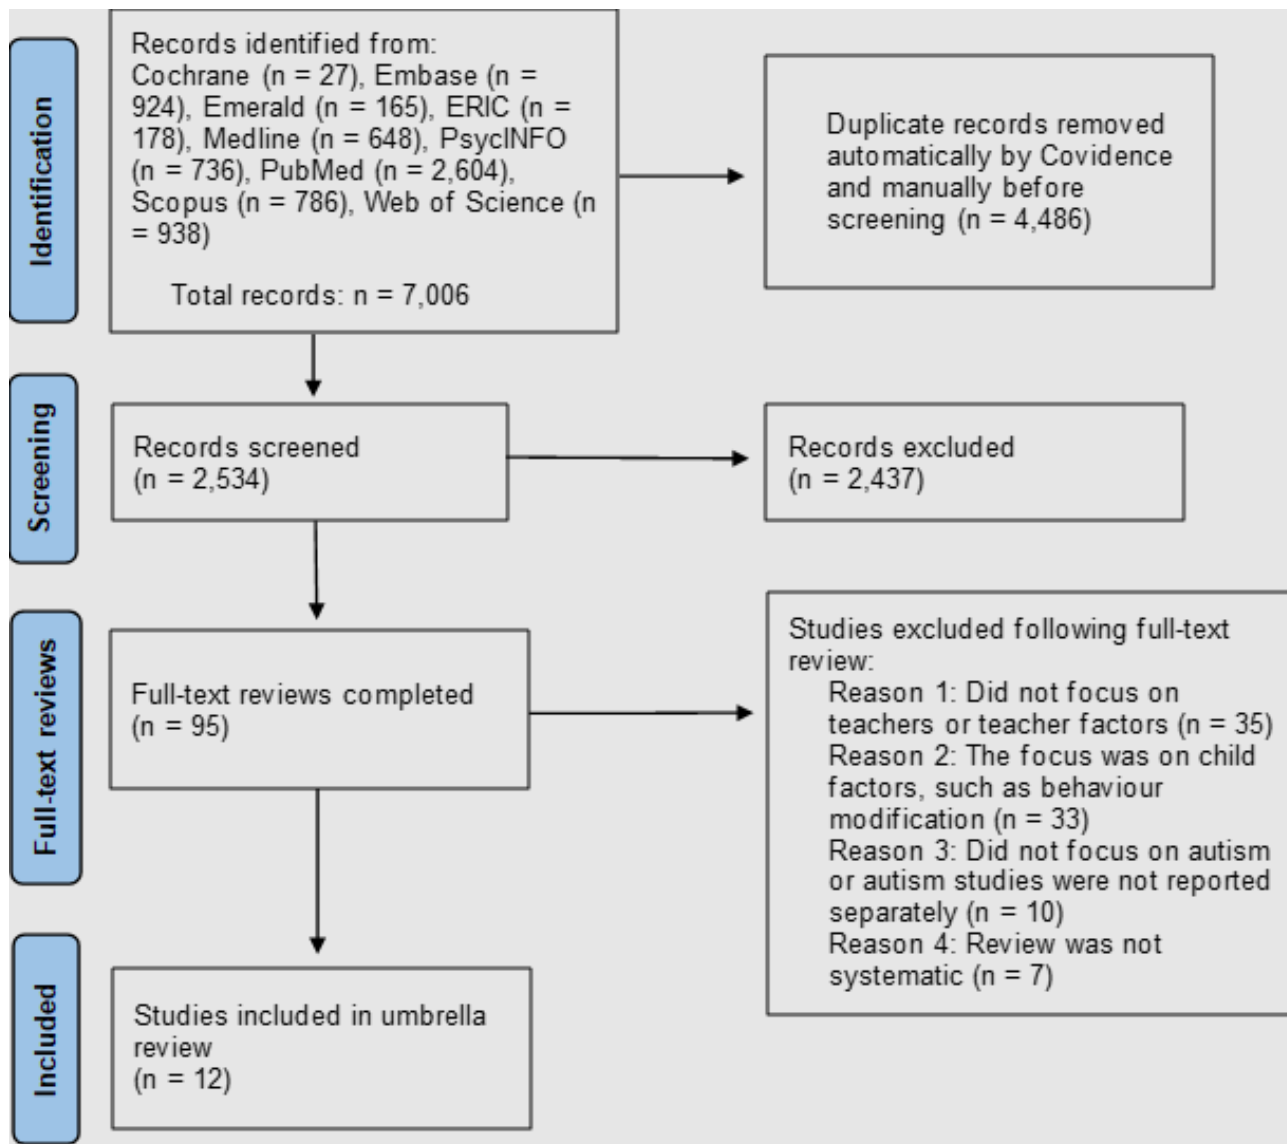 Identification
Records identified from:
Cochrane (n = 27), Embase (n =
924), Emerald (n = 165), ERIC (n =
178), Medline (n = 648), PsycINFO
(n = 736), PubMed (n = 2,604),
Scopus (n = 786), Web of Science (n
= 938)
Total records: n = 7,006
Duplicate records removed
automatically by Covidence
and manually before
screening (n = 4,486)
Screening
Records screened
(n = 2,534)
Records excluded
(n = 2,437)
Full-text reviews
Full-text reviews completed
(n = 95)
Studies excluded following full-text
review:
Reason 1: Did not focus on
teachers or teacher factors (n = 35)
Reason 2: The focus was on child
factors, such as behaviour
modification (n = 33)
Reason 3: Did not focus on autism
or autism studies were not reported
separately (n = 10)
Reason 4: Review was not
systematic (n = 7)
Included
Studies included in umbrella
review
(n = 12)